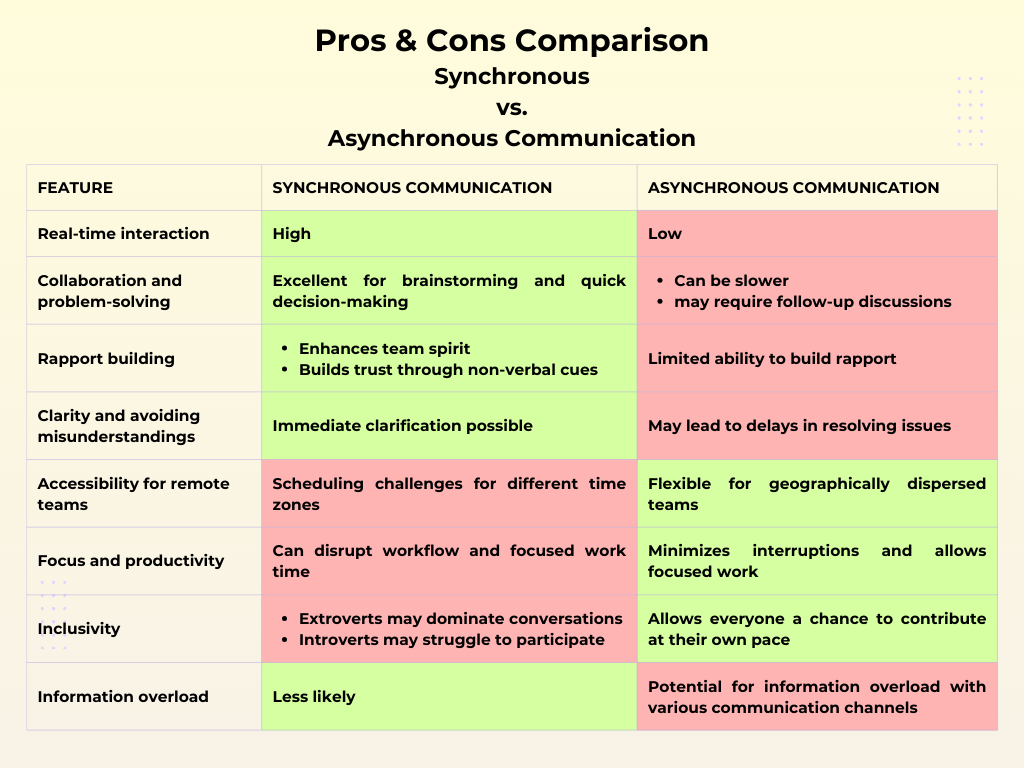 Pros & Cons Comparison
Synchronous
vs.
Asynchronous Communication
FEATURE
SYNCHRONOUS COMMUNICATION
ASYNCHRONOUS COMMUNICATION
Real-time interaction
High
Low
Collaboration and
problem-solving
Excellent for brainstorming and quick
decision-making
• Can be slower
• may require follow-up discussions
Rapport building
• Enhances team spirit
• Builds trust through non-verbal cues
Limited ability to build rapport
Clarity and avoiding
misunderstandings
Immediate clarification possible
May lead to delays in resolving issues
Accessibility for remote
teams
Scheduling challenges for different time
zones
Flexible for geographically dispersed
teams
Focus and productivity
Can disrupt workflow and focused work
time
Minimizes interruptions and allows
focused work
Inclusivity
• Extroverts may dominate conversations
• Introverts may struggle to participate
Allows everyone a chance to contribute
at their own pace
Information overload
Less likely
Potential for information overload with
various communication channels